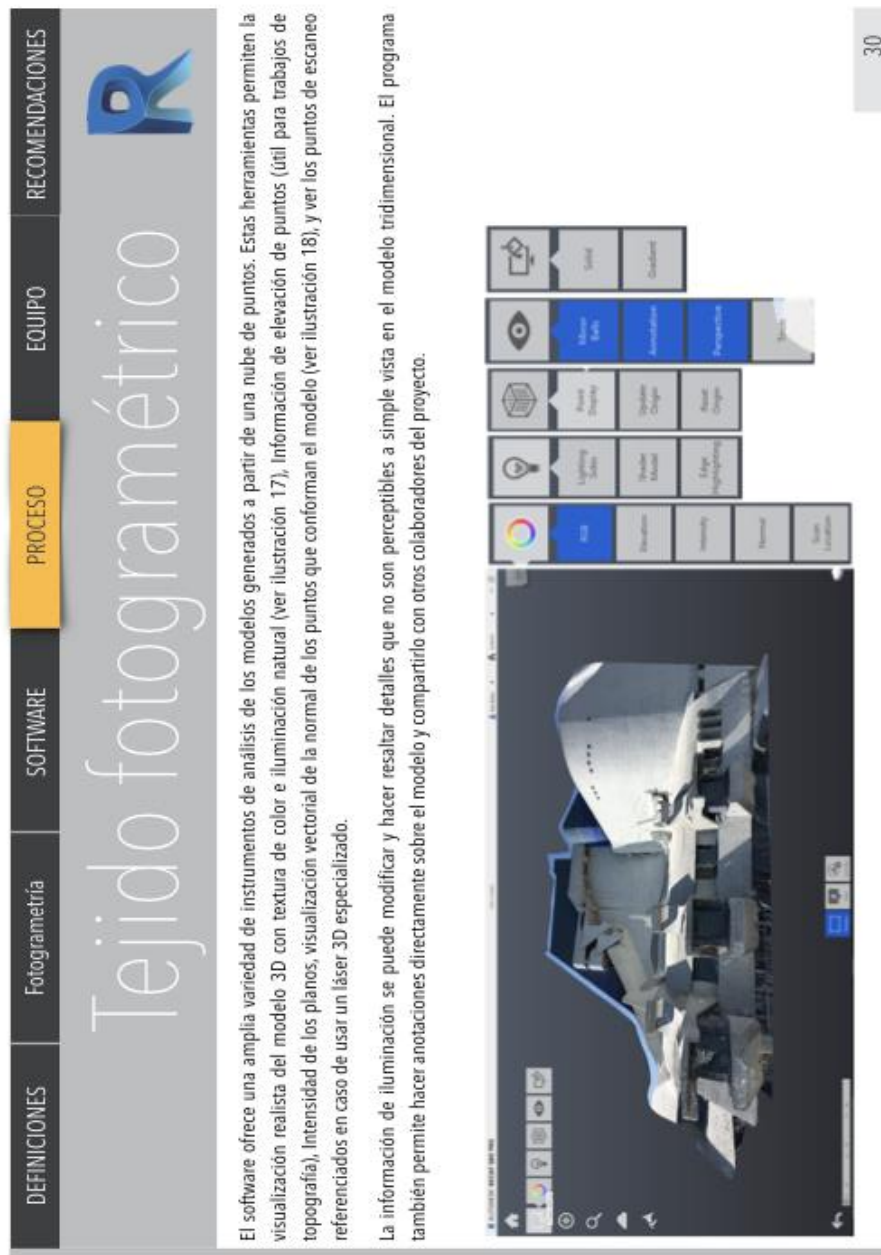 DEFINICIONES
Fotogrametría
SOFTWARE
PROCESO
EQUIPO
RECOMENDACIONES
Tejido fotogramétrico
R
El software ofrece una amplia variedad de instrumentos de análisis de los modelos generados a partir de una nube de puntos. Estas herramientas permiten la
visualización realista del modelo 3D con textura de color e iluminación natural (ver ilustración 17), Información de elevación de puntos (útil para trabajos de
topografía), Intensidad de los planos, visualización vectorial de la normal de los puntos que conforman el modelo (ver ilustración 18), y ver los puntos de escaneo
referenciados en caso de usar un láser 3D especializado.
La información de iluminación se puede modificar y hacer resaltar detalles que no son perceptibles a simple vista en el modelo tridimensional. El programa
también permite hacer anotaciones directamente sobre el modelo y compartirlo con otros colaboradores del proyecto.
RGB
Elevation
Intensity
Normal
Scan
Location
Lighting
Shader
Model
Edge
Highlighting
Point
Display
Update
Origin
Reset
Origin
Mirror
Balls
Annotation
Perspective
Solid
Gradient
30